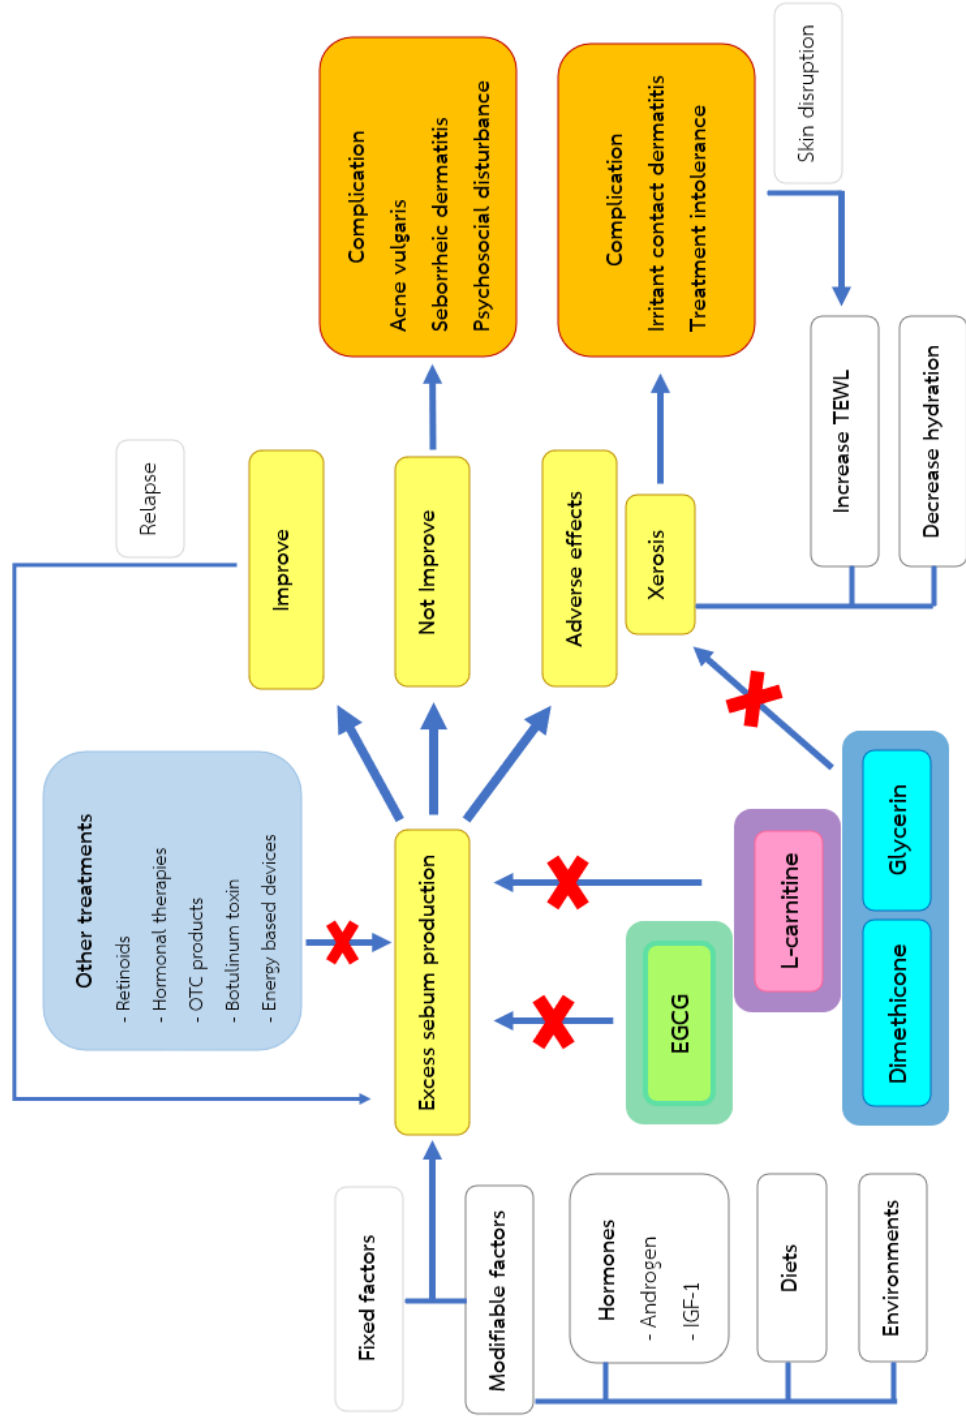 Fixed factors
Modifiable factors
Hormones
- Androgen
- IGF-1
Diets
Environments
Other treatments
- Retinoids
- Hormonal therapies
- OTC products
- Botulinum toxin
- Energy based devices
Excess sebum production
EGCG
L-carnitine
Dimethicone
Glycerin
Relapse
Improve
Not Improve
Adverse effects
Xerosis
Complication
Acne vulgaris
Seborrheic dermatitis
Psychosocial disturbance
Complication
Irritant contact dermatitis
Treatment intolerance
Skin disruption
Increase TEWL
Decrease hydration